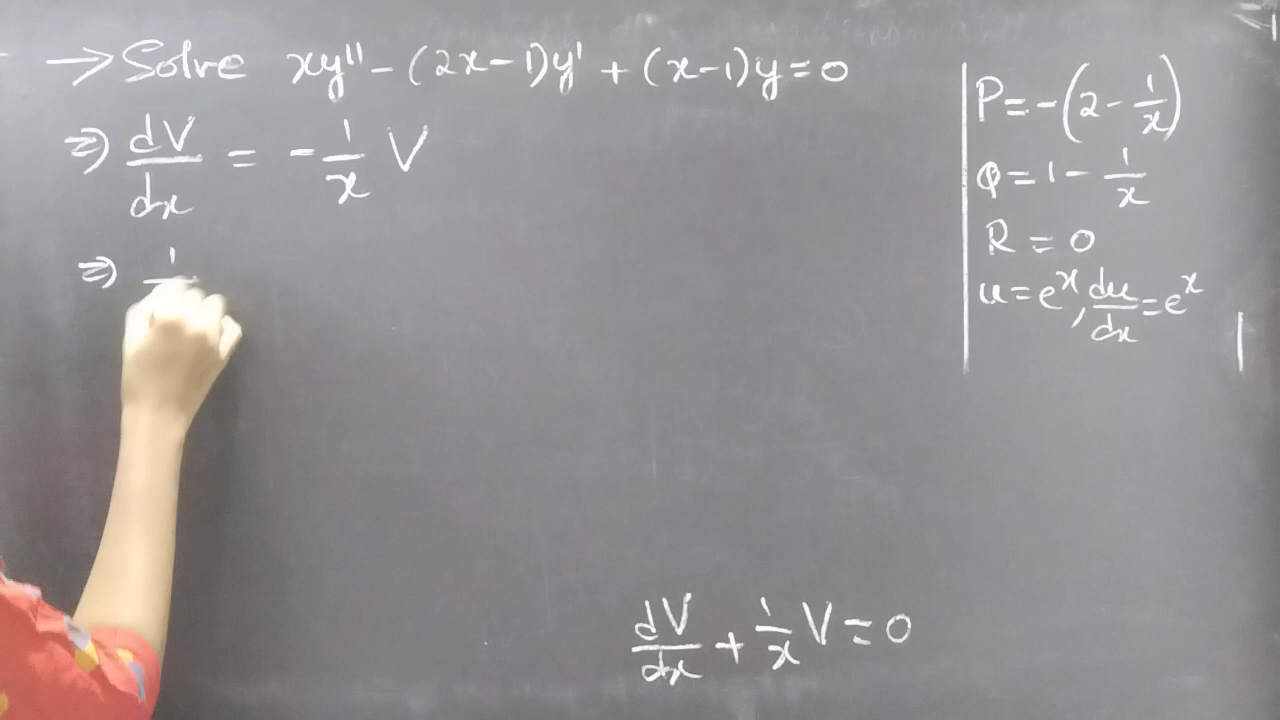 → Solve xy'' - (2x-1)y' + (x-1)y = 0
⇒ dV/dx = - 1/x V
⇒ 1/
P = -(2 - 1/x)
Q = 1 - 1/x
R = 0
u = e^x, du/dx = e^x
dV/dx + 1/x V = 0